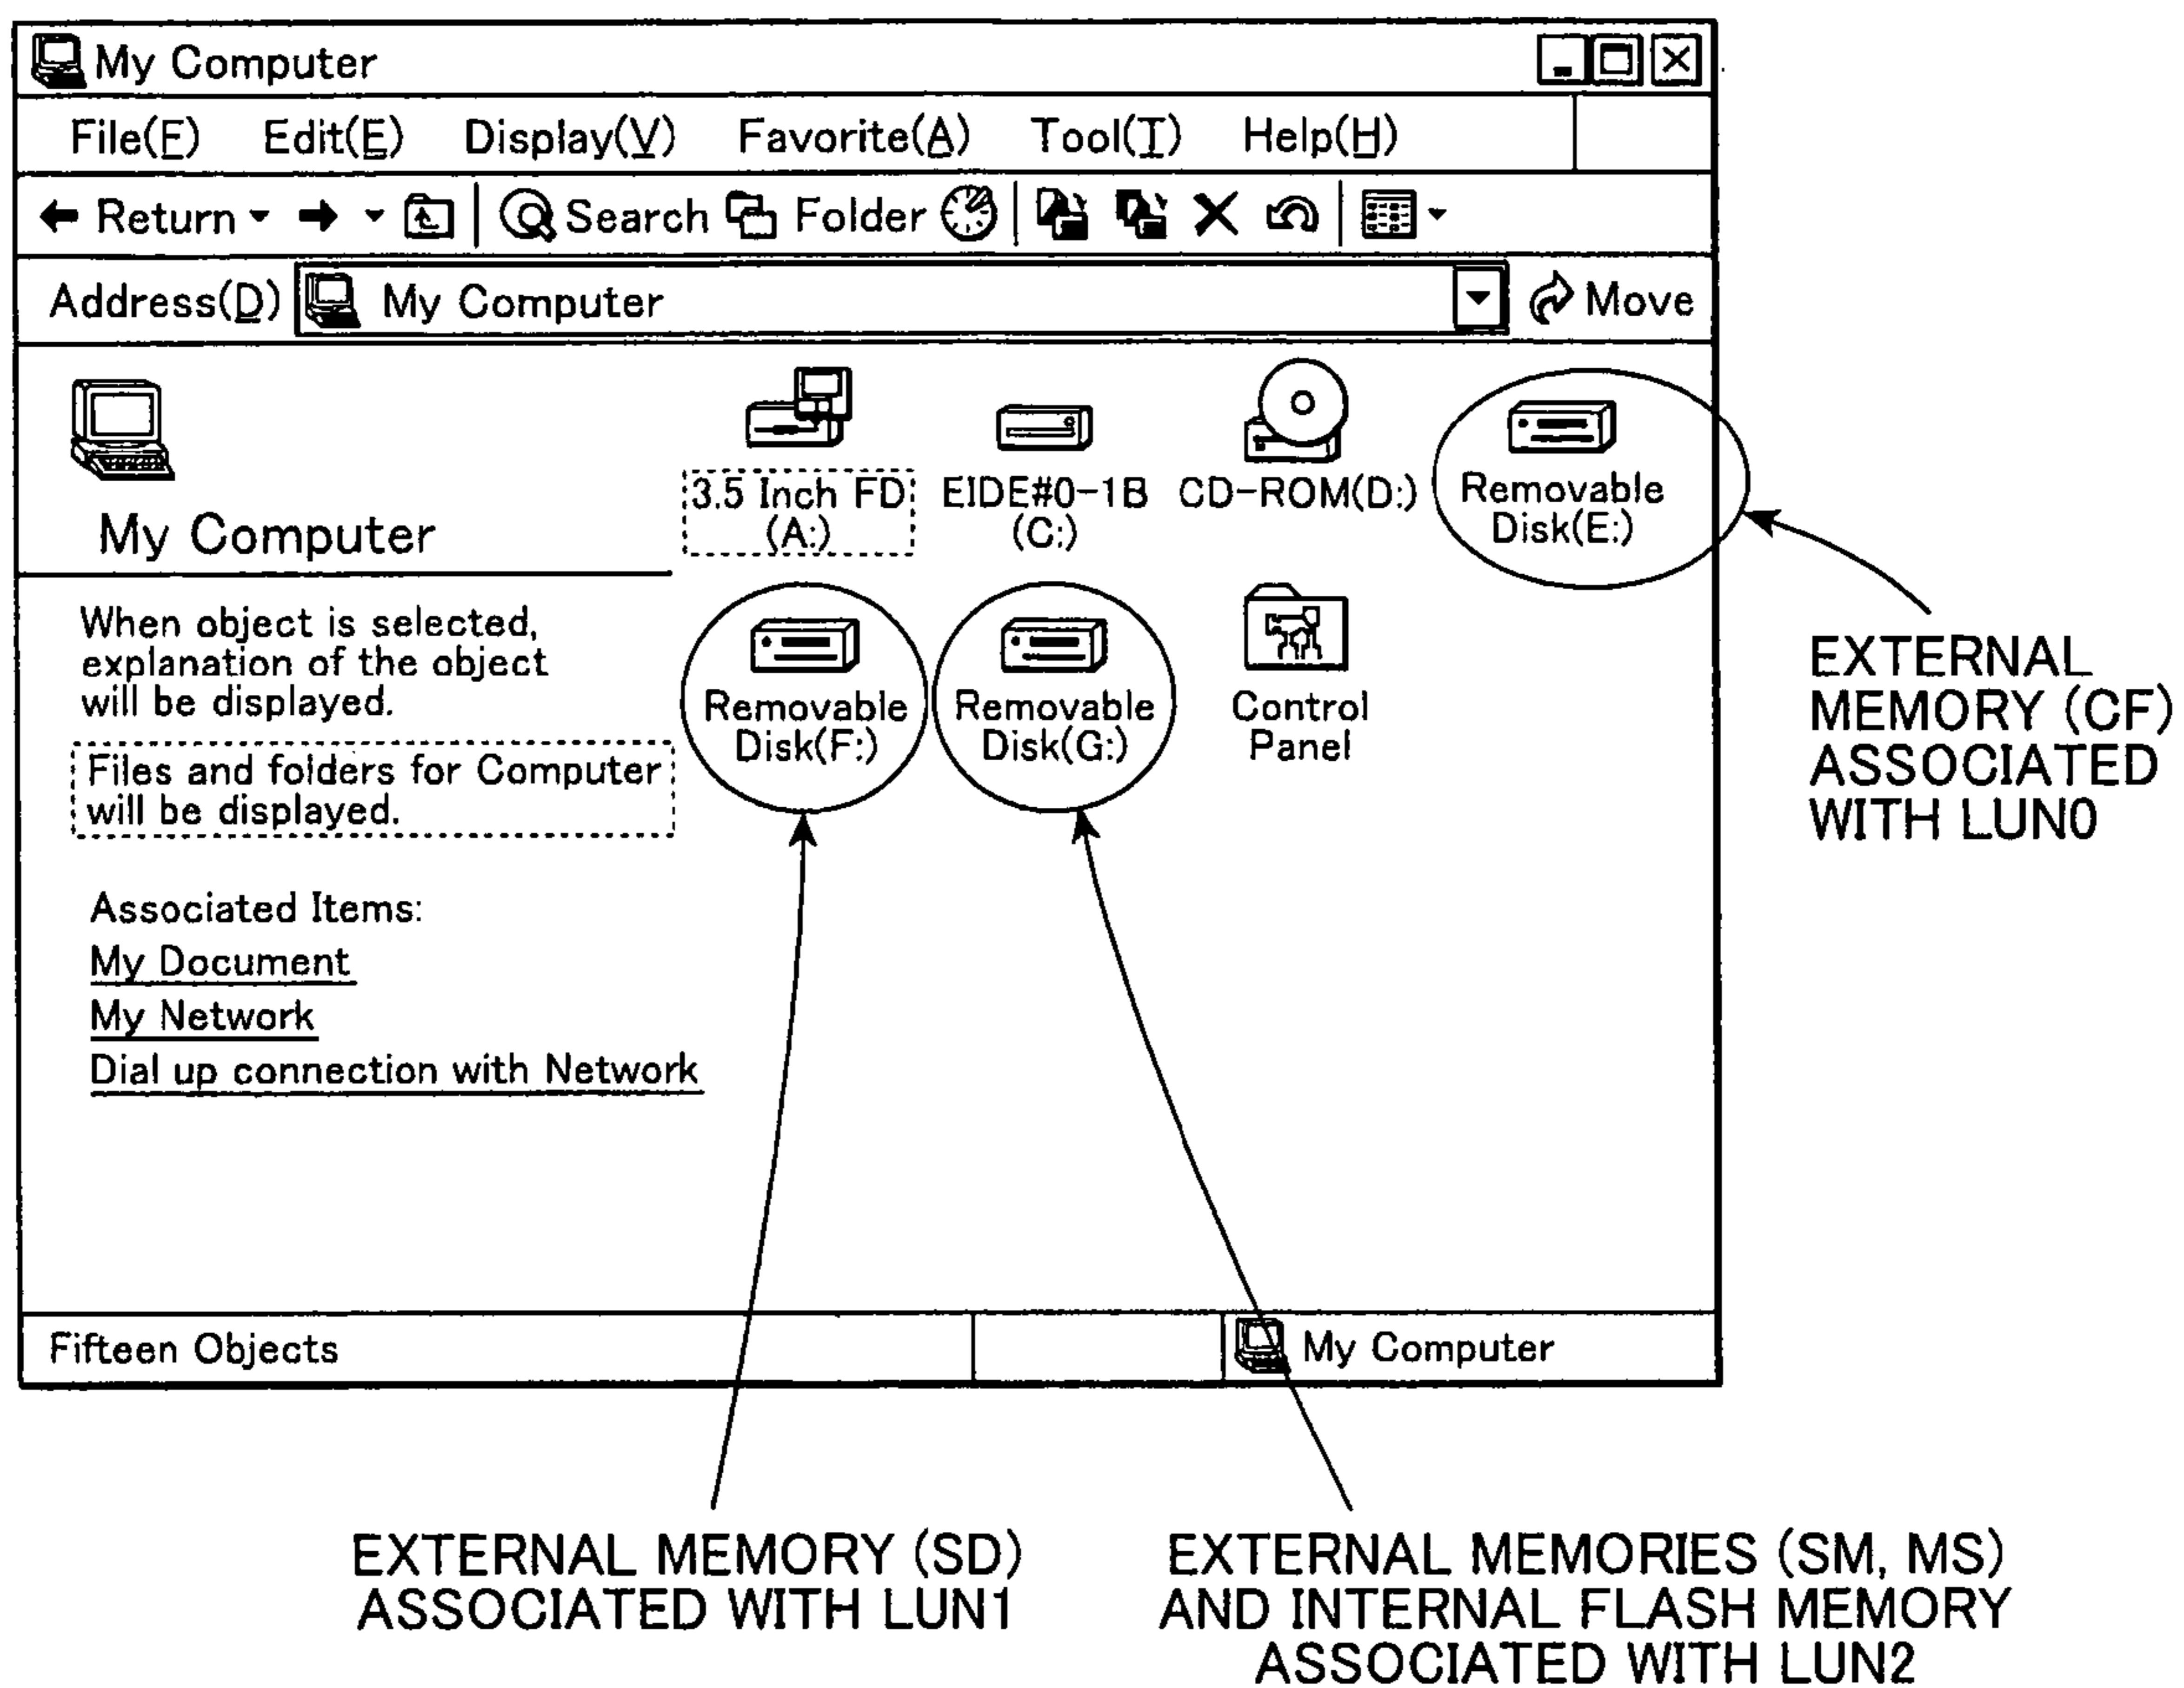 My Computer
File(F) Edit(E) Display(V) Favorite(A) Tool(T) Help(H)
Return Search Folder
Address(D) My Computer Move
My Computer
3.5 Inch FD
(A:)
EIDE#0-1B
(C:)
CD-ROM(D:)
Removable
Disk(E:)
When object is selected,
explanation of the object
will be displayed.
Files and folders for Computer
will be displayed.
Associated Items:
My Document
My Network
Dial up connection with Network
Removable
Disk(F:)
Removable
Disk(G:)
Control
Panel
EXTERNAL
MEMORY (CF)
ASSOCIATED
WITH LUN0
Fifteen Objects
My Computer
EXTERNAL MEMORY (SD)
ASSOCIATED WITH LUN1
EXTERNAL MEMORIES (SM, MS)
AND INTERNAL FLASH MEMORY
ASSOCIATED WITH LUN2